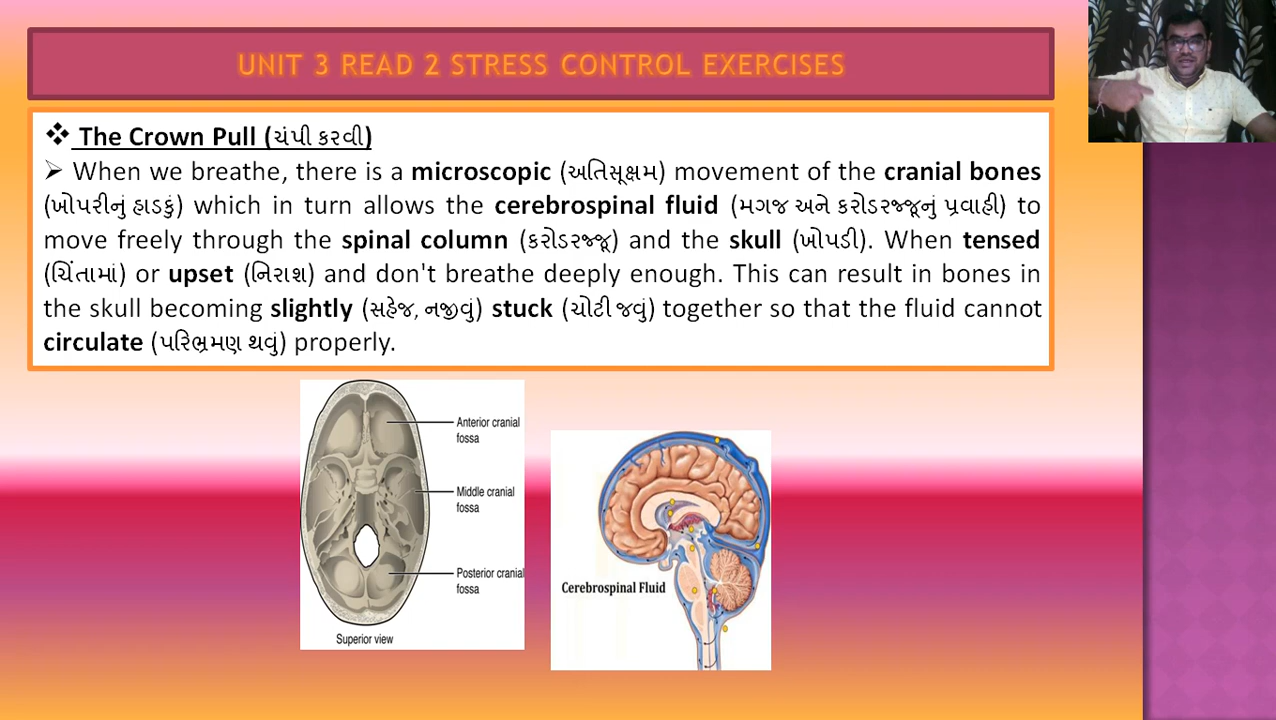 UNIT 3 READ 2 STRESS CONTROL EXERCISES
❖ The Crown Pull (ચંપી કરવી)
➢ When we breathe, there is a microscopic (અતિસૂક્ષમ) movement of the cranial bones
(ખોપરીનું હાડકું) which in turn allows the cerebrospinal fluid (મગજ અને કરોડરજ્જૂનું પ્રવાહી) to
move freely through the spinal column (કરોડરજ્જૂ) and the skull (ખોપડી). When tensed
(ચિંતામાં) or upset (નિરાશ) and don't breathe deeply enough. This can result in bones in
the skull becoming slightly (સહેજ, નજીવું) stuck (ચોટી જવું) together so that the fluid cannot
circulate (પરિભ્રમણ થવું) properly.
Anterior cranial
fossa
Middle cranial
fossa
Posterior cranial
fossa
Superior view
Cerebrospinal Fluid